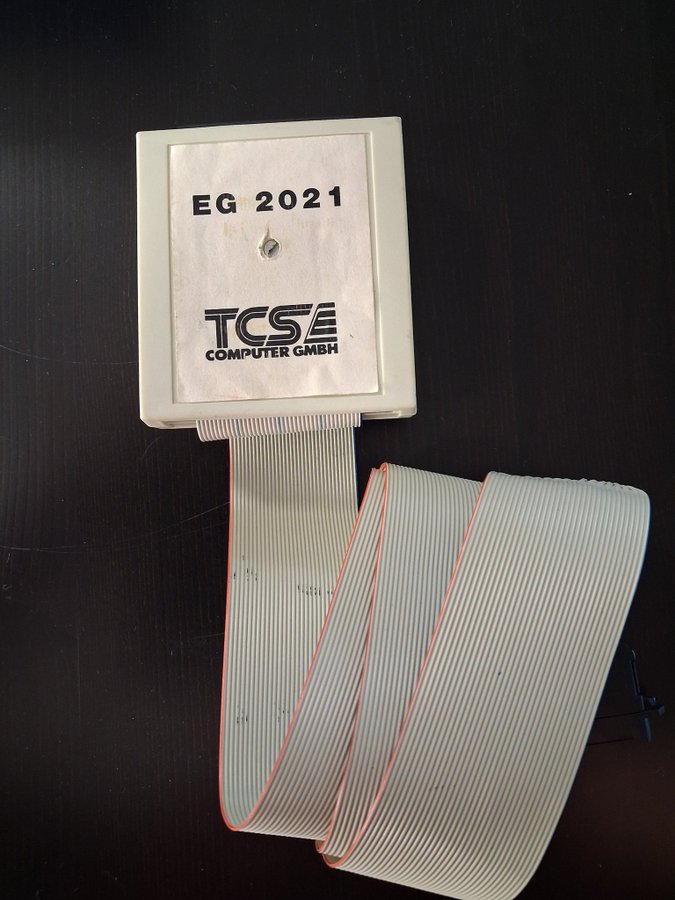 EG 2021
TCS
COMPUTER GMBH